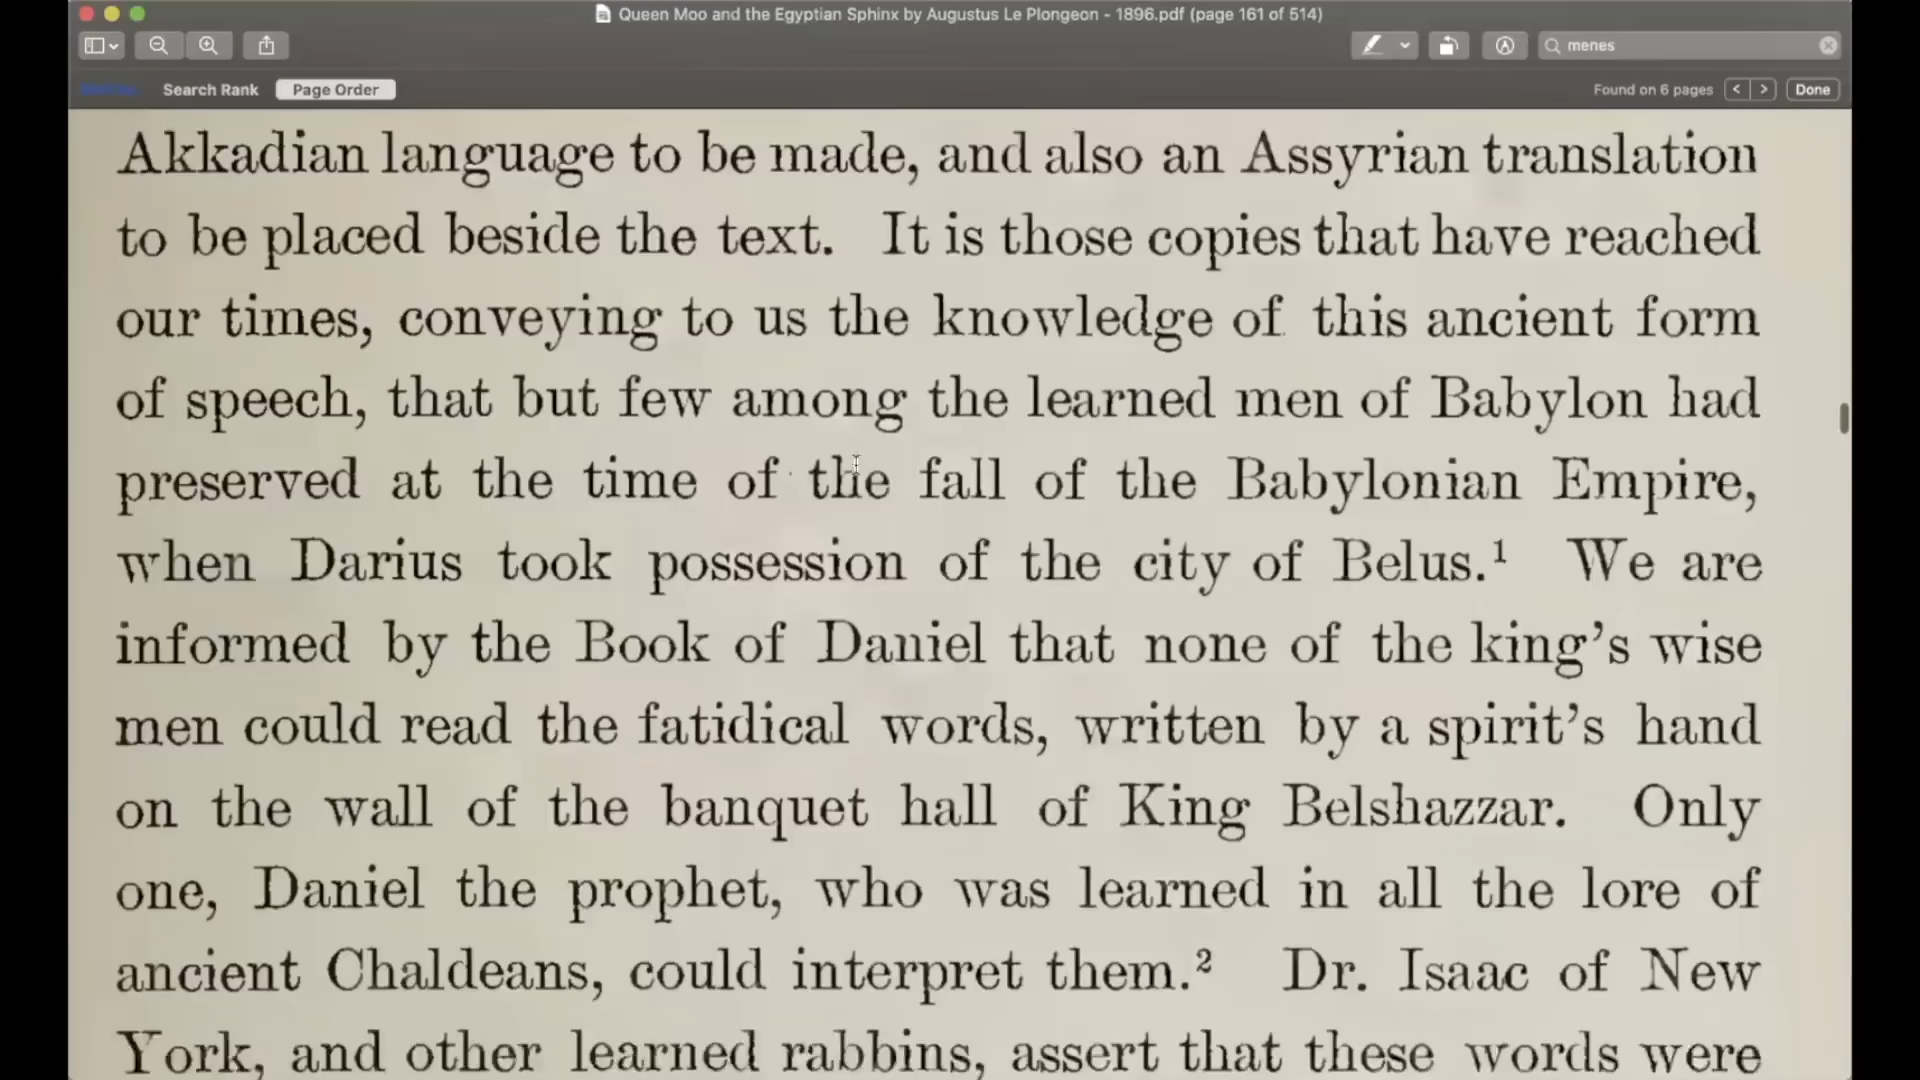 Queen Moo and the Egyptian Sphinx by Augustus Le Plongeon - 1896.pdf (page 161 of 514)
menes
Search Rank Page Order Found on 6 pages < > Done
Akkadian language to be made, and also an Assyrian translation
to be placed beside the text. It is those copies that have reached
our times, conveying to us the knowledge of this ancient form
of speech, that but few among the learned men of Babylon had
preserved at the time of the fall of the Babylonian Empire,
when Darius took possession of the city of Belus.¹ We are
informed by the Book of Daniel that none of the king’s wise
men could read the fatidical words, written by a spirit’s hand
on the wall of the banquet hall of King Belshazzar. Only
one, Daniel the prophet, who was learned in all the lore of
ancient Chaldeans, could interpret them.² Dr. Isaac of New
York, and other learned rabbins, assert that these words were